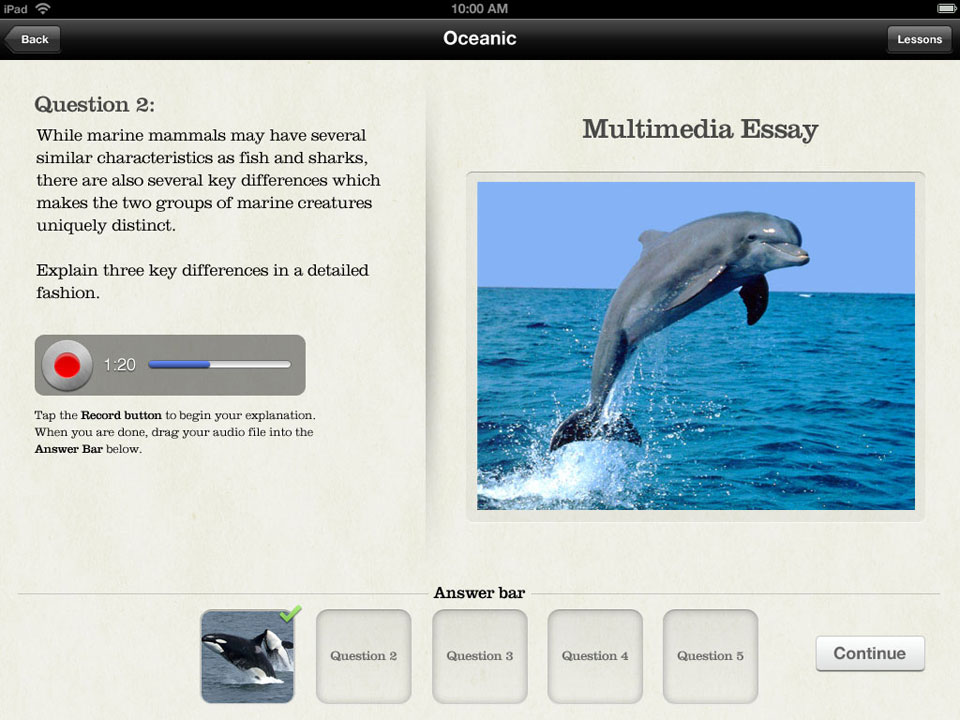 iPad
10:00 AM
Back
Oceanic
Lessons
Question 2:
While marine mammals may have several
similar characteristics as fish and sharks,
there are also several key differences which
makes the two groups of marine creatures
uniquely distinct.
Explain three key differences in a detailed
fashion.
1:20
Tap the Record button to begin your explanation.
When you are done, drag your audio file into the
Answer Bar below.
Multimedia Essay
Answer bar
Question 2
Question 3
Question 4
Question 5
Continue